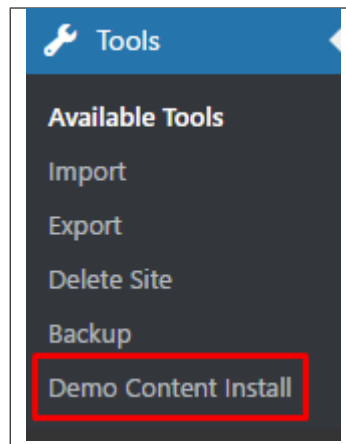 Tools
Available Tools
Import
Export
Delete Site
Backup
Demo Content Install